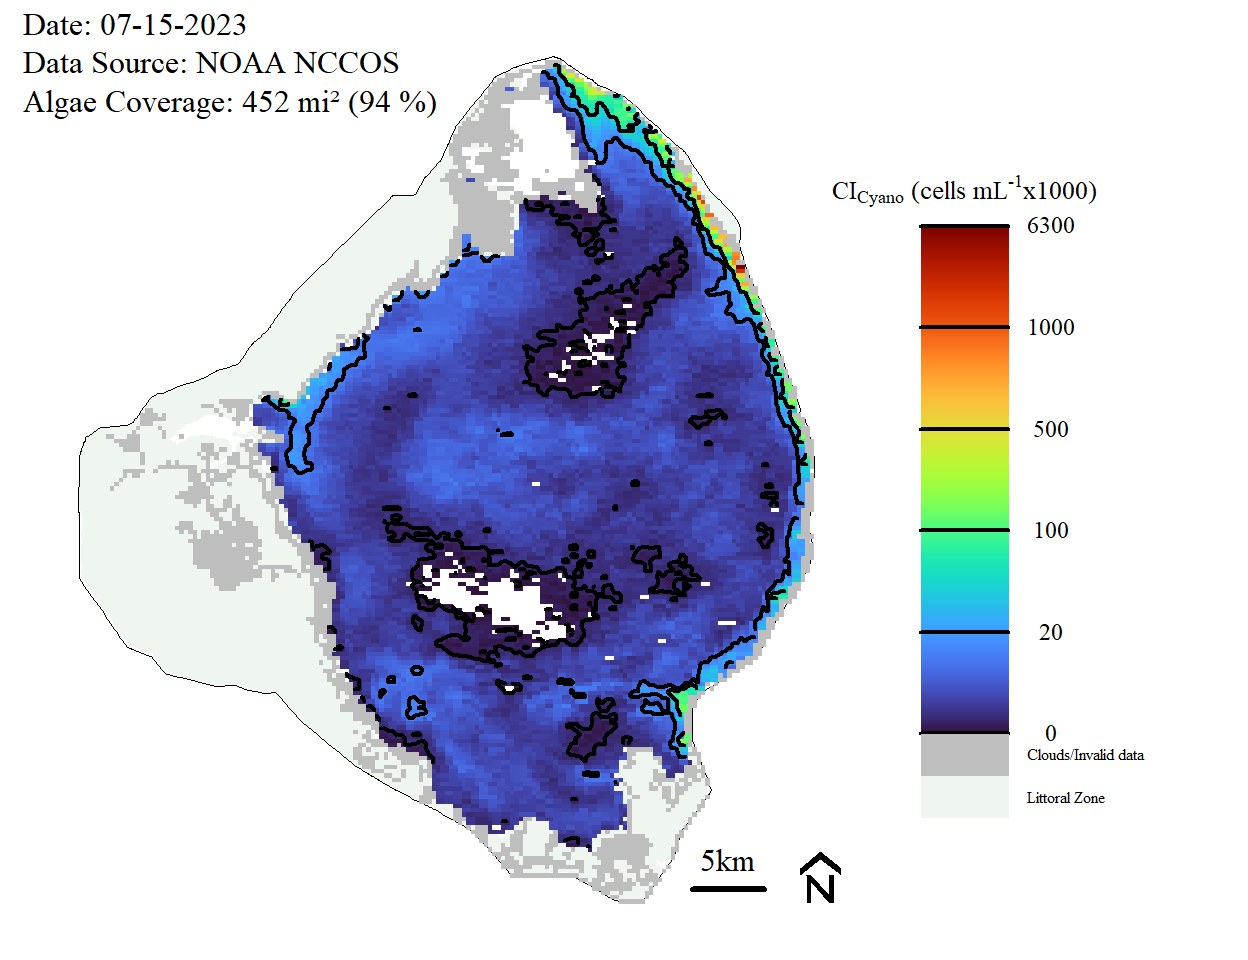 Date: 07-15-2023
Data Source: NOAA NCCOS
Algae Coverage: 452 mi² (94 %)
CICyano (cells mL-1x1000)
6300
1000
500
100
20
0
Clouds/Invalid data
Littoral Zone
5km
N